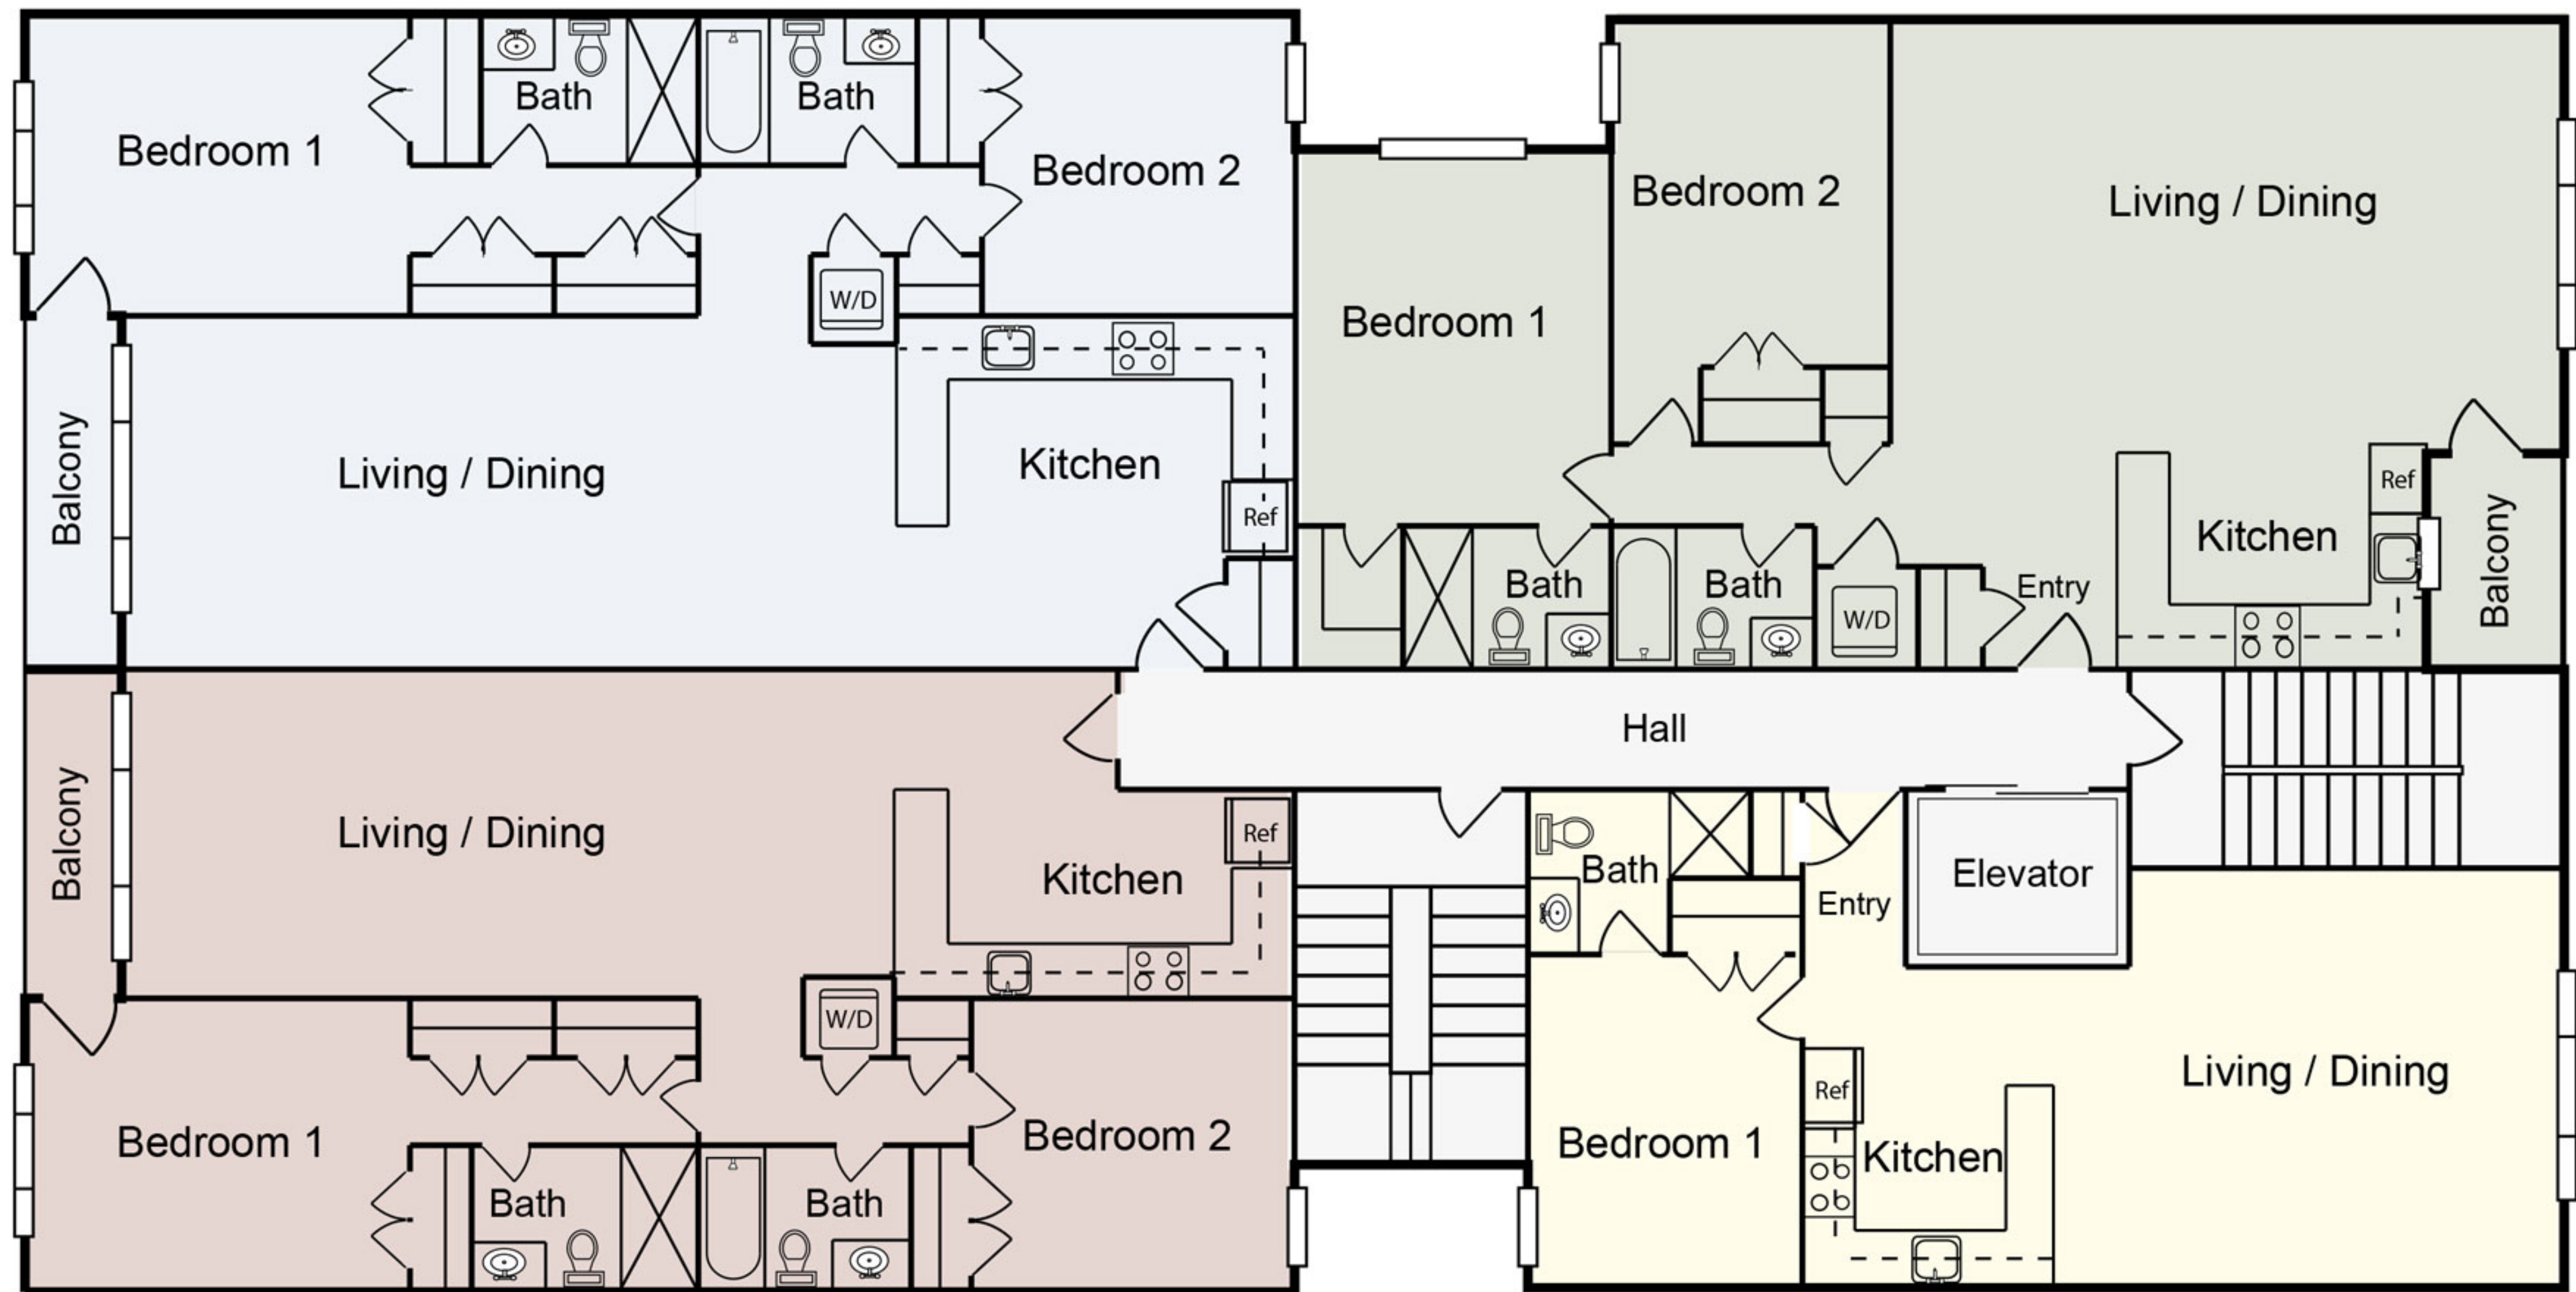 Bedroom 1
Bath
Bath
Bedroom 2
W/D
Balcony
Living / Dining
Kitchen
Ref
Bedroom 1
Bedroom 2
Living / Dining
Bath
Bath
W/D
Entry
Kitchen
Ref
Balcony
Hall
Balcony
Living / Dining
Kitchen
Ref
W/D
Bedroom 1
Bath
Bath
Bedroom 2
Bath
Entry
Elevator
Bedroom 1
Ref
Kitchen
Living / Dining